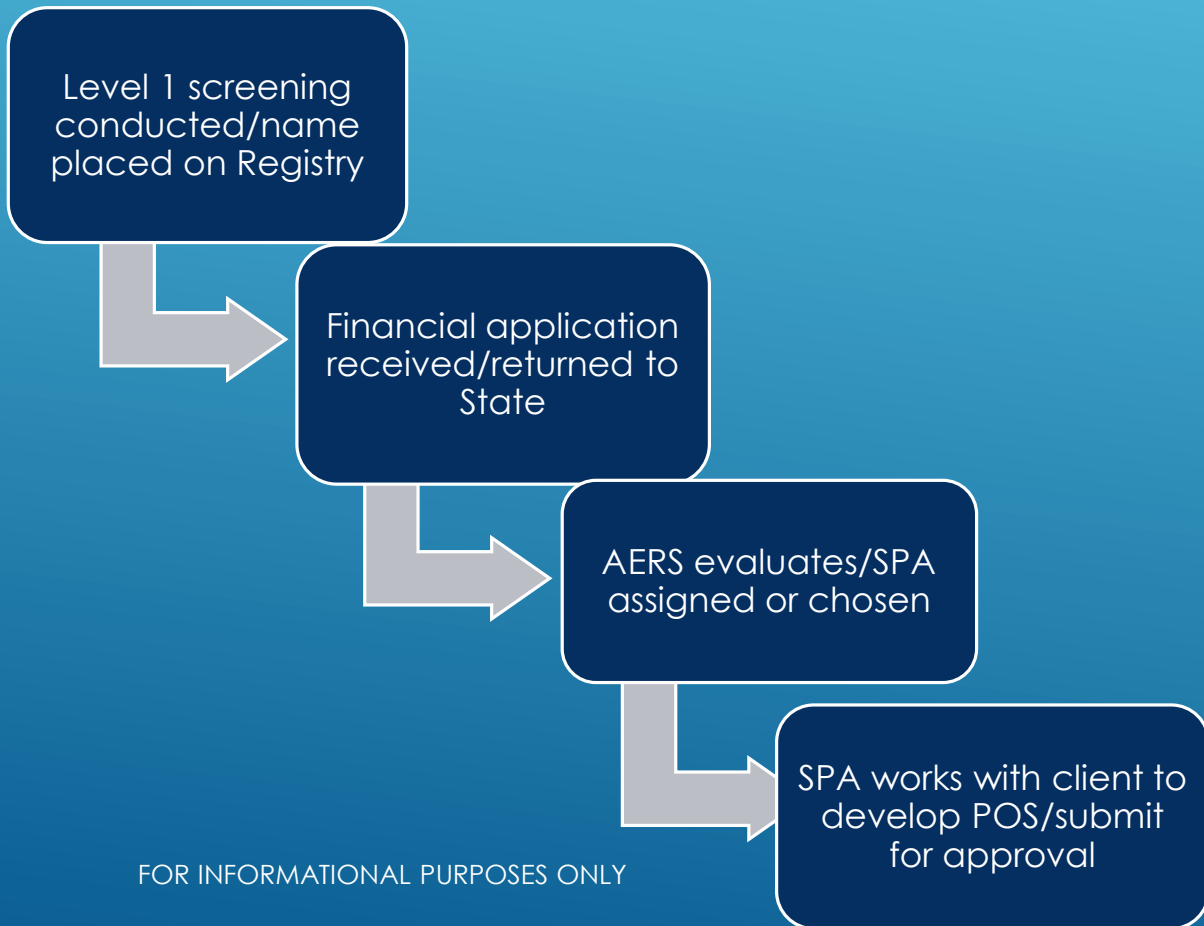 Level 1 screening
conducted/name
placed on Registry
Financial application
received/returned to
State
AERS evaluates/SPA
assigned or chosen
SPA works with client to
develop POS/submit
for approval
FOR INFORMATIONAL PURPOSES ONLY